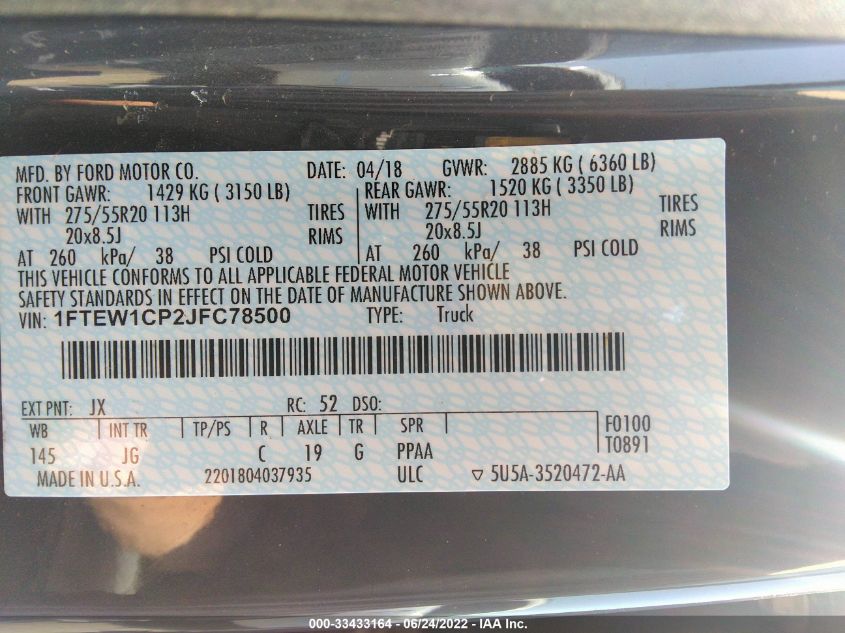 MFD. BY FORD MOTOR CO. DATE: 04/18 GVWR: 2885 KG ( 6360 LB)
FRONT GAWR: 1429 KG ( 3150 LB) REAR GAWR: 1520 KG ( 3350 LB)
WITH 275/55R20 113H TIRES WITH 275/55R20 113H TIRES
20x8.5J RIMS 20x8.5J RIMS
AT 260 kPa/ 38 PSI COLD AT 260 kPa/ 38 PSI COLD
THIS VEHICLE CONFORMS TO ALL APPLICABLE FEDERAL MOTOR VEHICLE
SAFETY STANDARDS IN EFFECT ON THE DATE OF MANUFACTURE SHOWN ABOVE.
VIN: 1FTEW1CP2JFC78500 TYPE: Truck
EXT PNT: JX RC: 52 DSO:
WB INT TR TP/PS R AXLE TR SPR F0100
145 JG C 19 G PPAA T0891
MADE IN U.S.A. 2201804037935 ULC ▽ 5U5A-3520472-AA
000-33433164 - 06/24/2022 - IAA Inc.